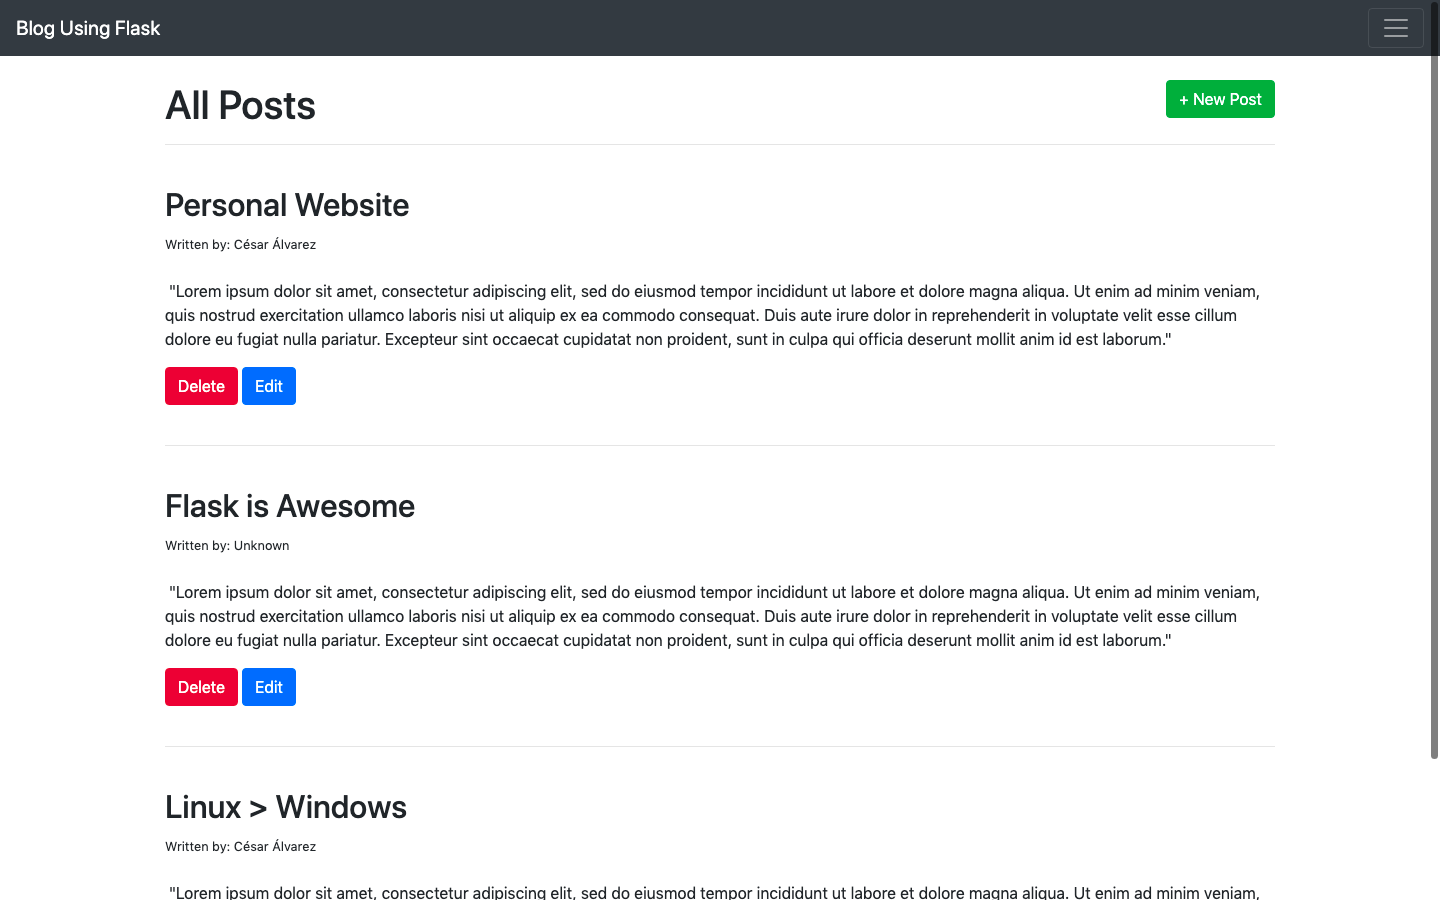 Blog Using Flask
All Posts
+ New Post
Personal Website
Written by: César Álvarez
"Lorem ipsum dolor sit amet, consectetur adipiscing elit, sed do eiusmod tempor incididunt ut labore et dolore magna aliqua. Ut enim ad minim veniam,
quis nostrud exercitation ullamco laboris nisi ut aliquip ex ea commodo consequat. Duis aute irure dolor in reprehenderit in voluptate velit esse cillum
dolore eu fugiat nulla pariatur. Excepteur sint occaecat cupidatat non proident, sunt in culpa qui officia deserunt mollit anim id est laborum."
Delete Edit
Flask is Awesome
Written by: Unknown
"Lorem ipsum dolor sit amet, consectetur adipiscing elit, sed do eiusmod tempor incididunt ut labore et dolore magna aliqua. Ut enim ad minim veniam,
quis nostrud exercitation ullamco laboris nisi ut aliquip ex ea commodo consequat. Duis aute irure dolor in reprehenderit in voluptate velit esse cillum
dolore eu fugiat nulla pariatur. Excepteur sint occaecat cupidatat non proident, sunt in culpa qui officia deserunt mollit anim id est laborum."
Delete Edit
Linux > Windows
Written by: César Álvarez
"Lorem ipsum dolor sit amet, consectetur adipiscing elit, sed do eiusmod tempor incididunt ut labore et dolore magna aliqua. Ut enim ad minim veniam,